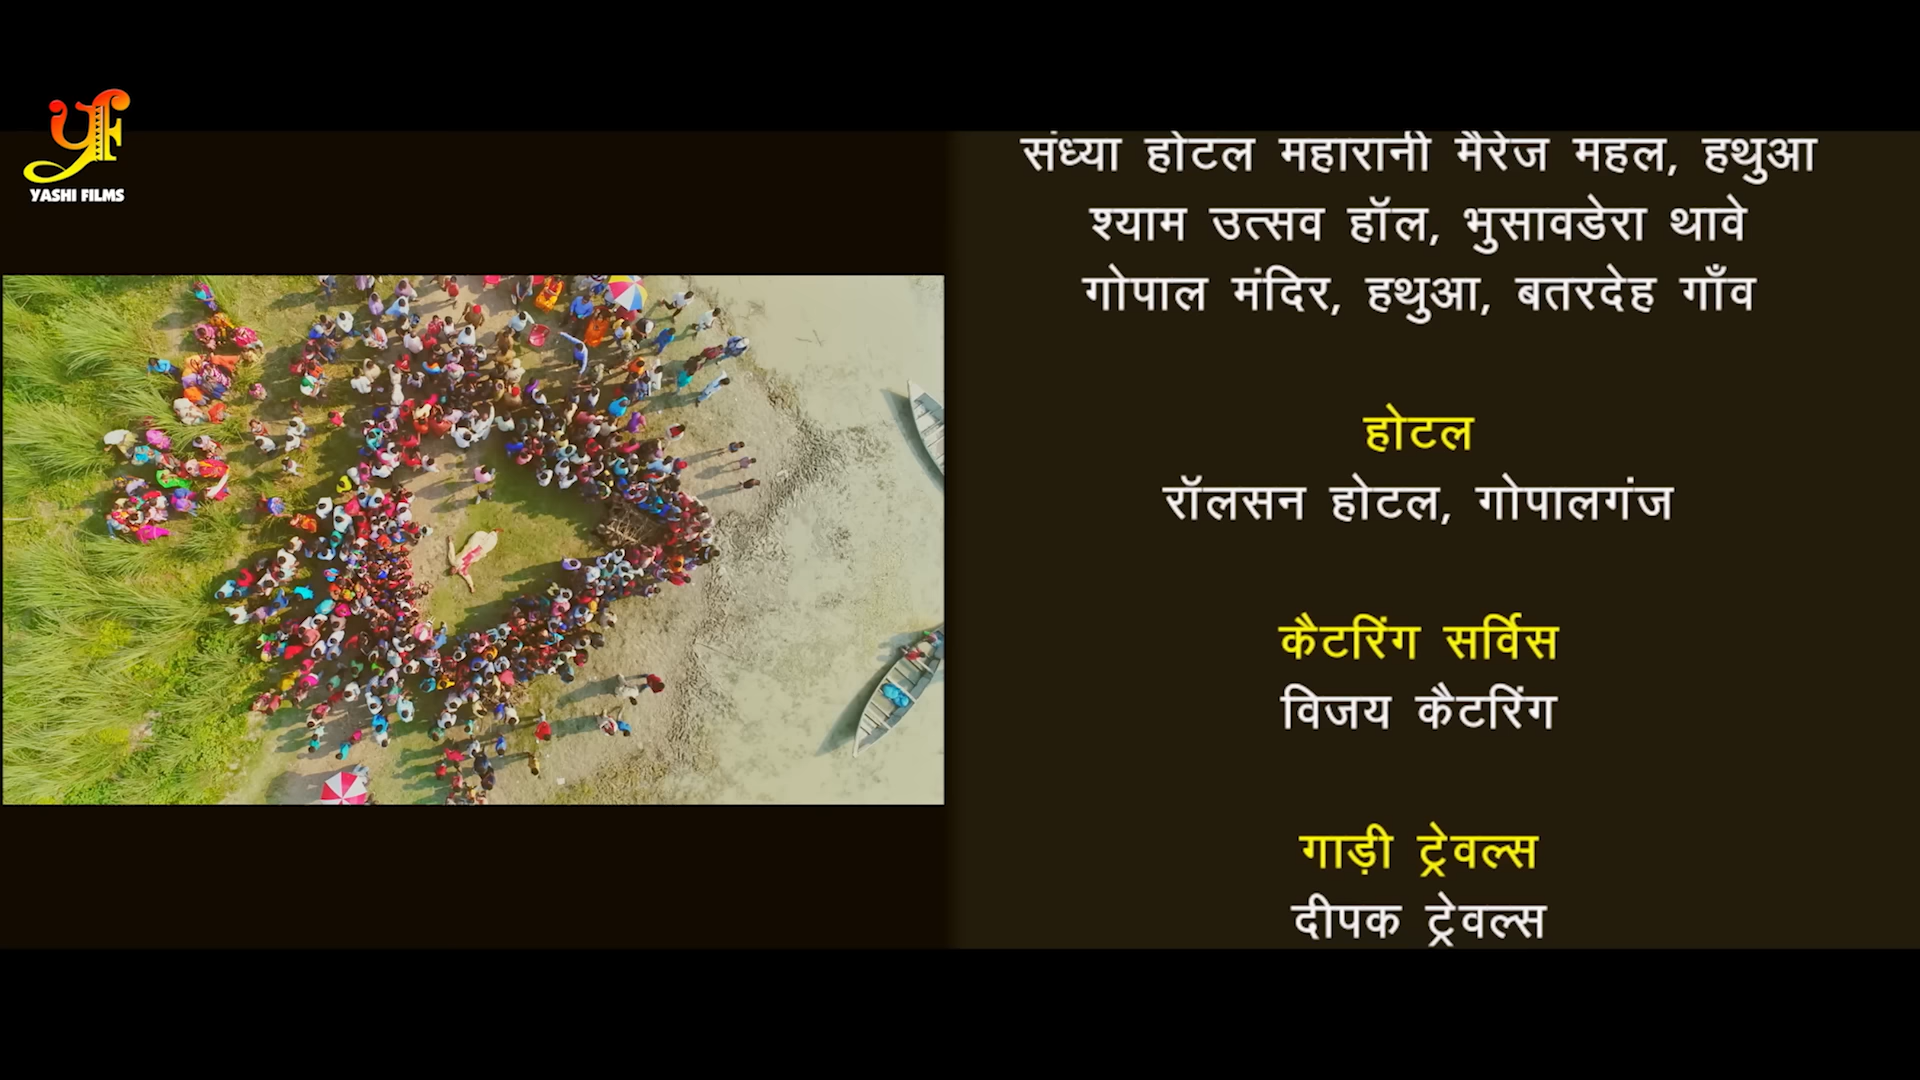 YF
YASHI FILMS
संध्या होटल महारानी मैरेज महल, हथुआ
श्याम उत्सव हॉल, भुसावडेरा थावे
गोपाल मंदिर, हथुआ, बतरदेह गाँव
होटल
रॉलसन होटल, गोपालगंज
कैटरिंग सर्विस
विजय कैटरिंग
गाड़ी ट्रेवल्स
दीपक ट्रेवल्स